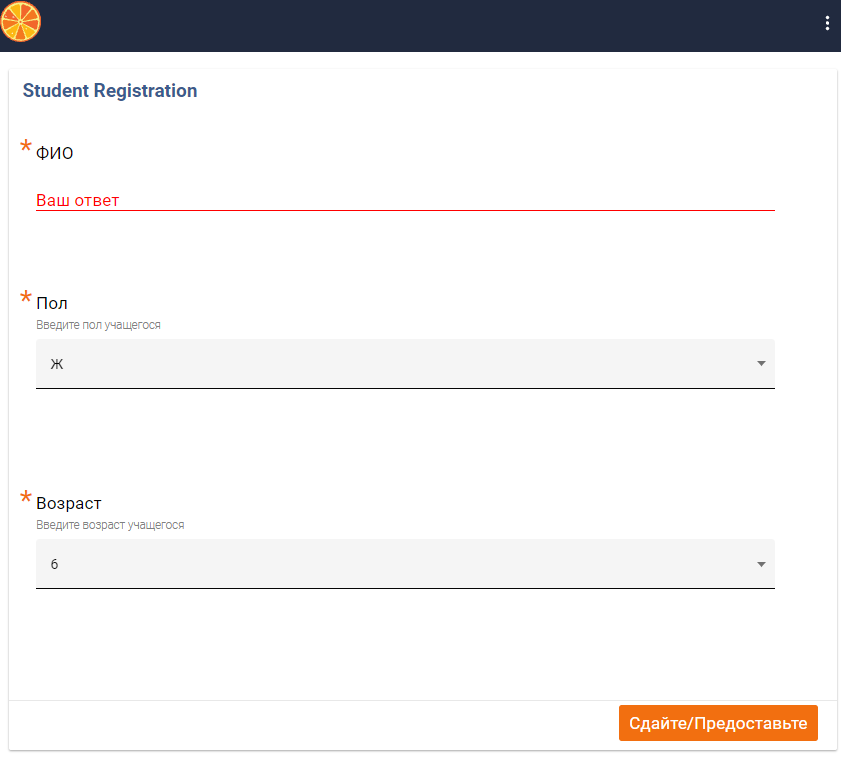 Student Registration
* ФИО
Ваш ответ
* Пол
Введите пол учащегося
Ж
* Возраст
Введите возраст учащегося
6
Сдайте/Предоставьте